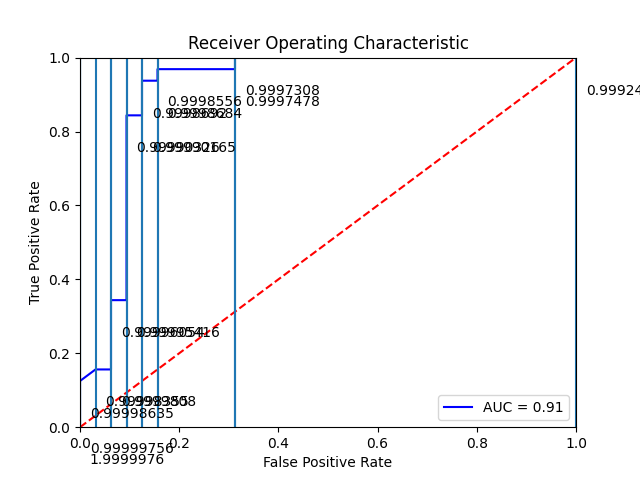 Receiver Operating Characteristic
1.0
0.9997308
0.99924
0.9998556 0.9997478
0.8
0.6
0.4
0.2
0.99998635
0.0
True Positive Rate
AUC = 0.91
0.0 0.2 0.4 0.6 0.8 1.0
0.99999756
1.9999976
False Positive Rate